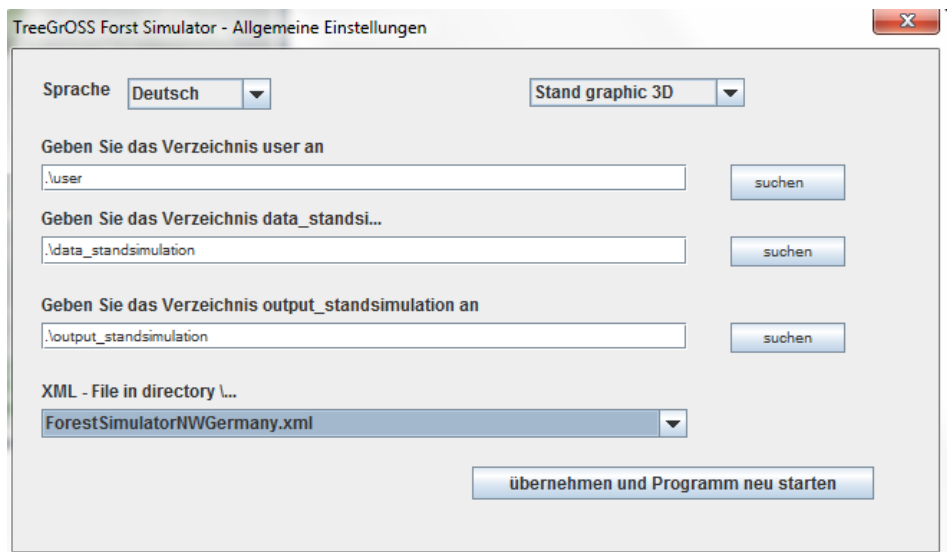 TreeGrOSS Forst Simulator - Allgemeine Einstellungen
Sprache Deutsch Stand graphic 3D
Geben Sie das Verzeichnis user an
.\user suchen
Geben Sie das Verzeichnis data_standsi...
.\data_standsimulation suchen
Geben Sie das Verzeichnis output_standsimulation an
.\output_standsimulation suchen
XML - File in directory \...
ForestSimulatorNWGermany.xml
übernehmen und Programm neu starten